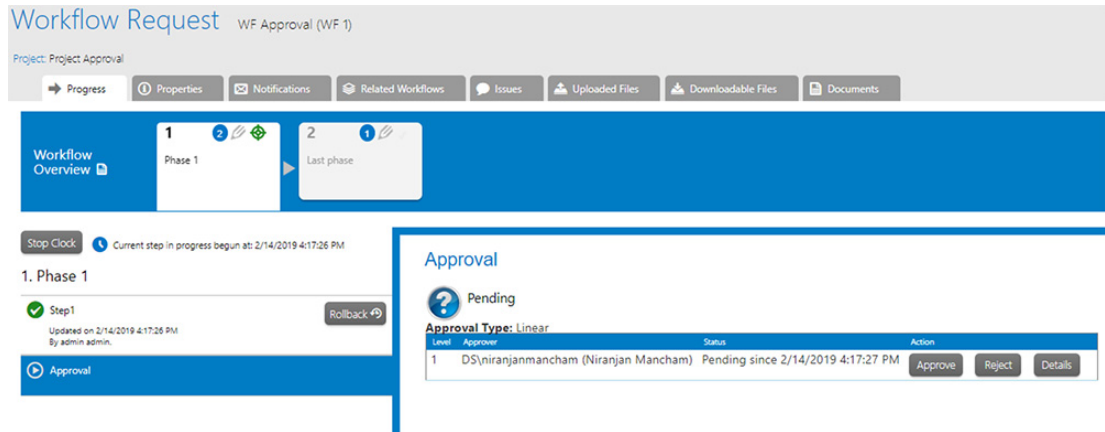 Workflow Request WF Approval (WF 1)
Project: Project Approval
Progress Properties Notifications Related Workflows Issues Uploaded Files Downloadable Files Documents
1 2 2 1
Workflow Overview
Phase 1
Last phase
Stop Clock Current step in progress begun at: 2/14/2019 4:17:26 PM
1. Phase 1
Step1
Rollback
Updated on 2/14/2019 4:17:26 PM
By admin admin.
Approval
Approval
Pending
Approval Type: Linear
Level Approver Status Action
1 DS\niranjanmancham (Niranjan Mancham) Pending since 2/14/2019 4:17:27 PM Approve Reject Details